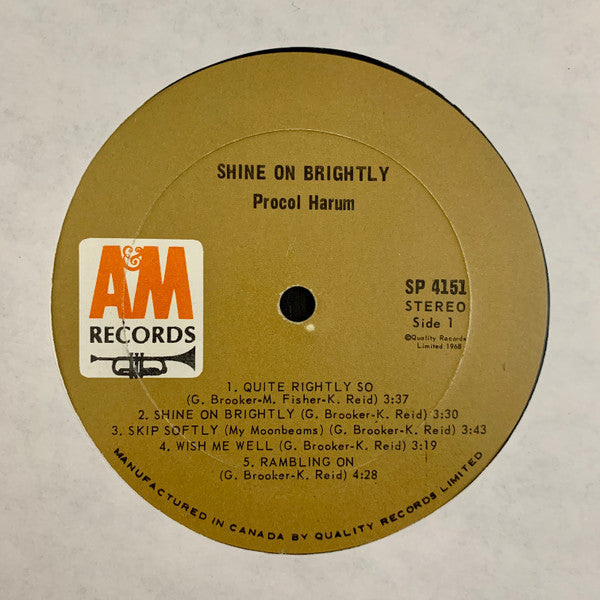 SHINE ON BRIGHTLY
Procol Harum
A&M
RECORDS
SP 4151
STEREO
Side 1
©Quality Records
Limited 1968
1. QUITE RIGHTLY SO
(G. Brooker-M. Fisher-K. Reid) 3:37
2. SHINE ON BRIGHTLY (G. Brooker-K. Reid) 3:30
3. SKIP SOFTLY (My Moonbeams) (G. Brooker-K. Reid) 3:43
4. WISH ME WELL (G. Brooker-K. Reid) 3:19
5. RAMBLING ON
(G. Brooker-K. Reid) 4:28
MANUFACTURED IN CANADA BY QUALITY RECORDS LIMITED